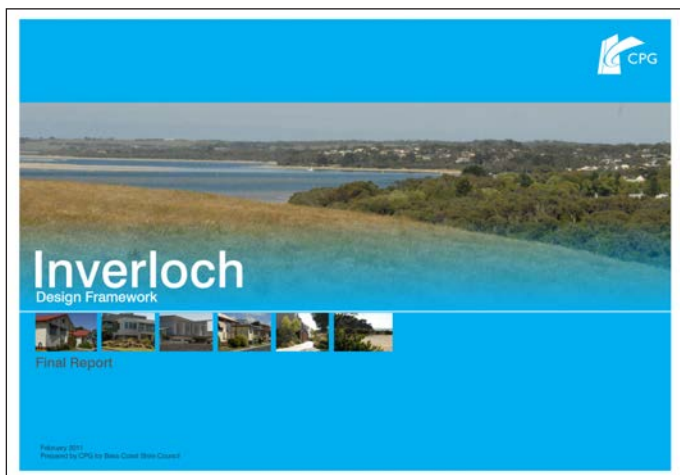 CPG
Inverloch
Design Framework
Final Report
February 2011
Prepared by CPG for Bass Coast Shire Council